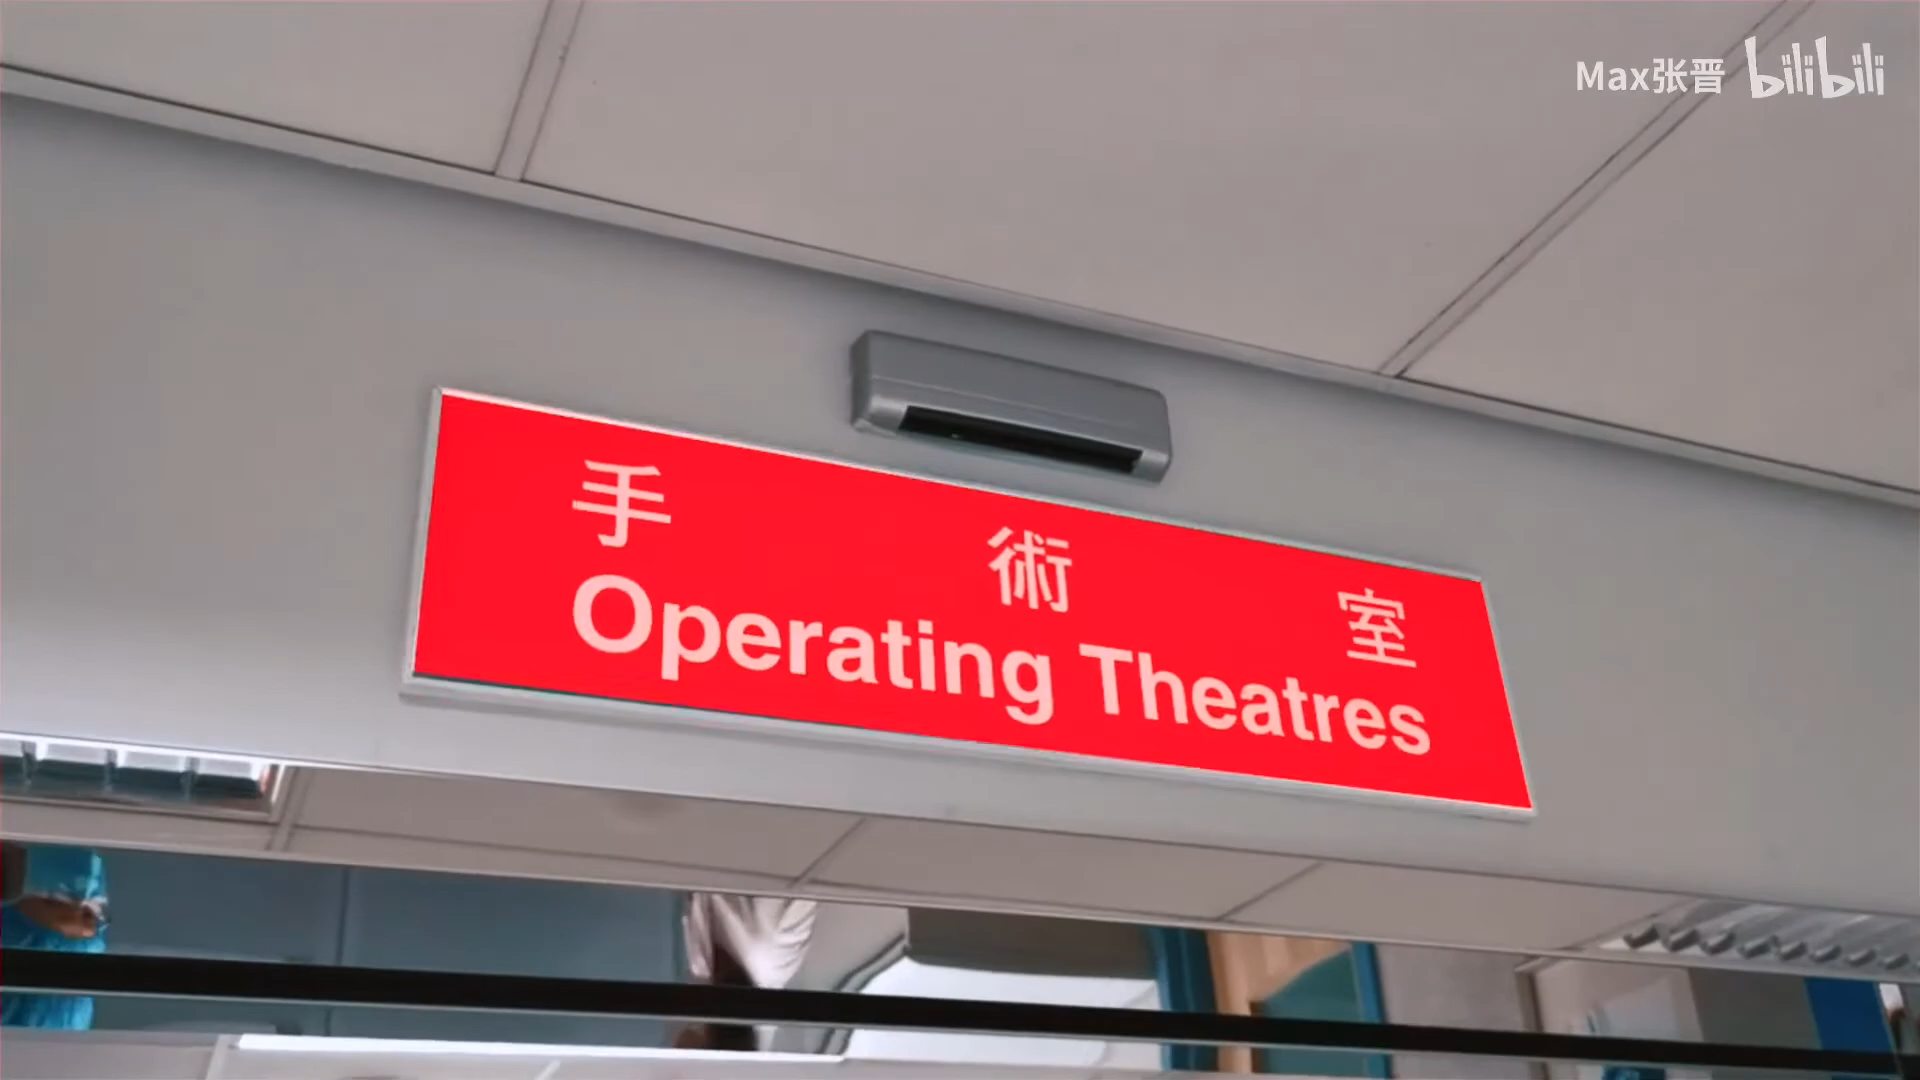 Max张晋 bilibili
手術室
Operating Theatres